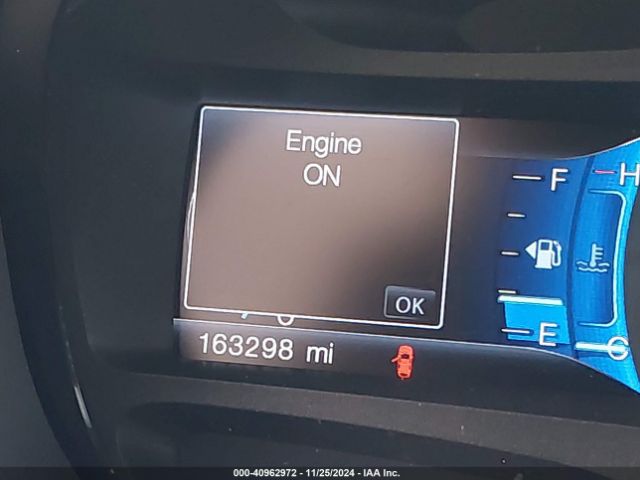 Engine
ON
OK
F
H
E
C
163298 mi
000-40962972 - 11/25/2024 - IAA Inc.